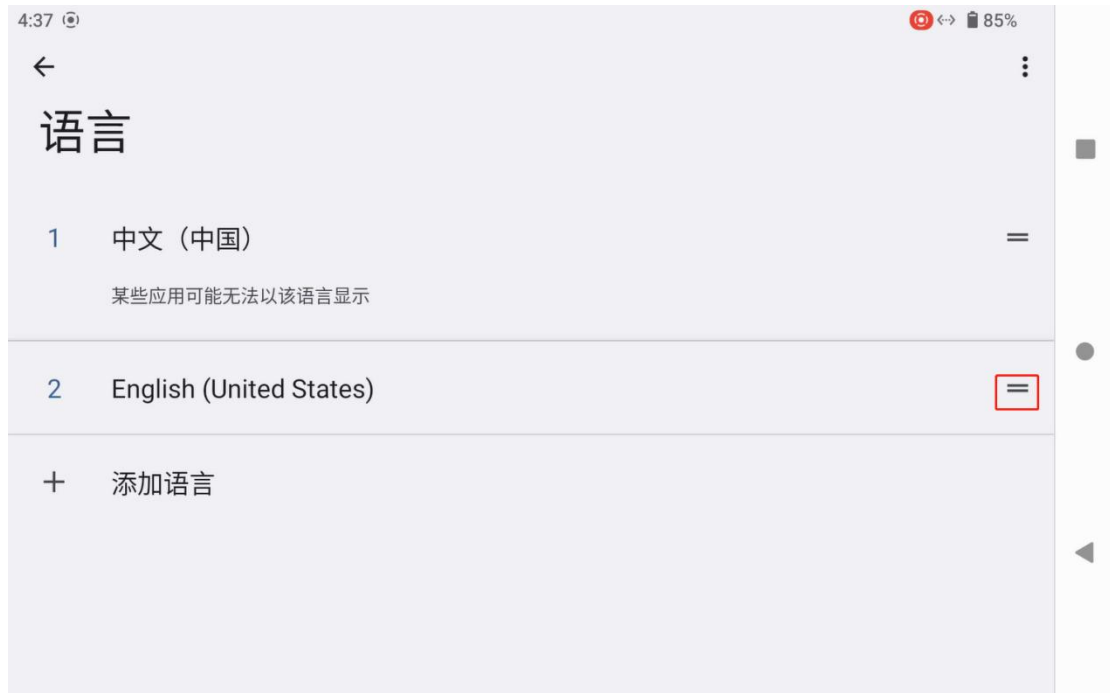 4:37
85%
语言
1 中文（中国）
某些应用可能无法以该语言显示
2 English (United States)
+ 添加语言